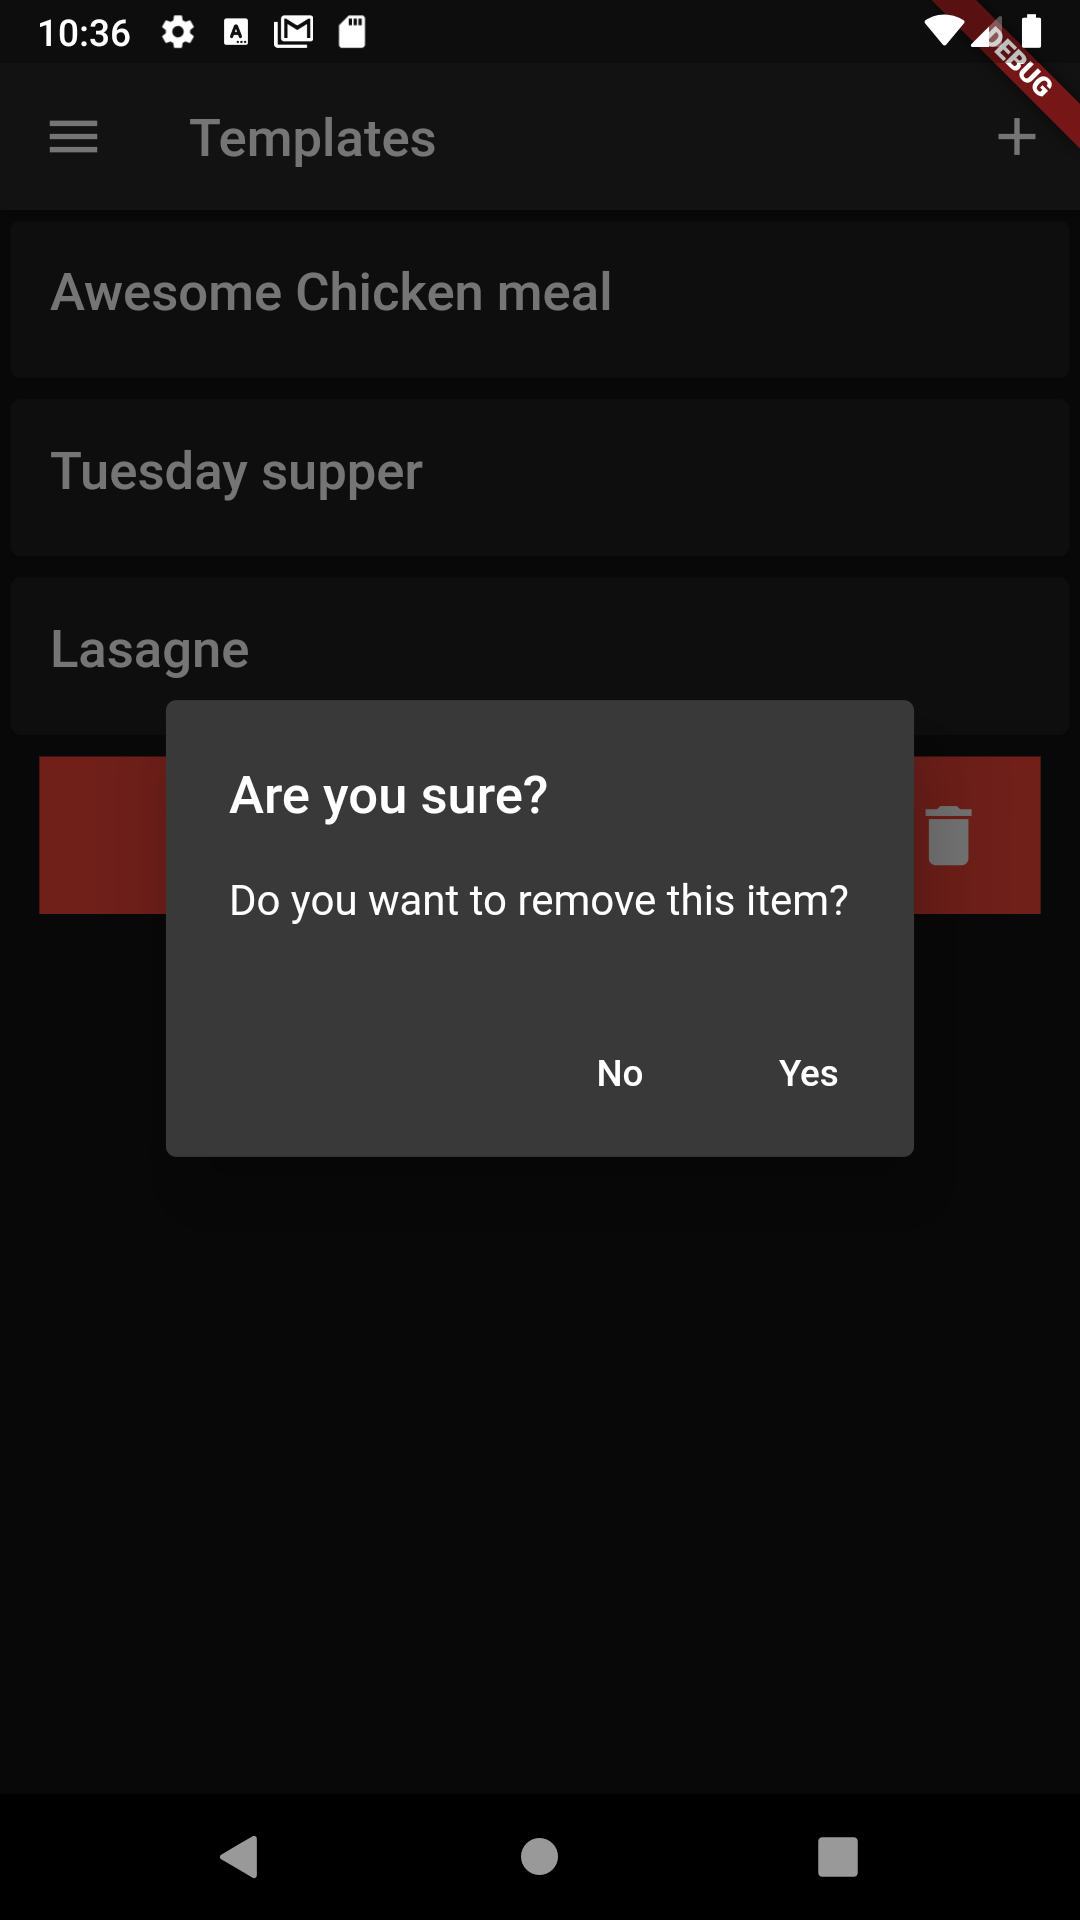 10:36
DEBUG
Templates
Awesome Chicken meal
Tuesday supper
Lasagne
Are you sure?
Do you want to remove this item?
No Yes